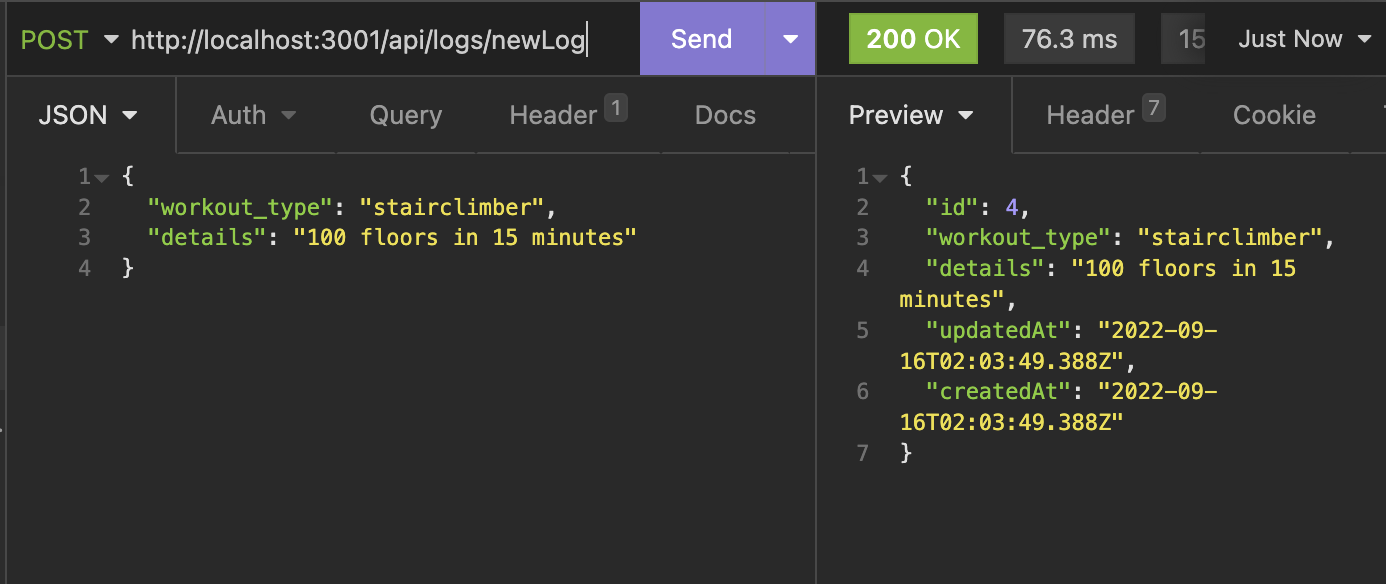 POST http://localhost:3001/api/logs/newLog Send 200 OK 76.3 ms 15 Just Now
JSON Auth Query Header 1 Docs Preview Header 7 Cookie
1 {
2 "workout_type": "stairclimber",
3 "details": "100 floors in 15 minutes"
4 }
1 {
2 "id": 4,
3 "workout_type": "stairclimber",
4 "details": "100 floors in 15
minutes",
5 "updatedAt": "2022-09-
16T02:03:49.388Z",
6 "createdAt": "2022-09-
16T02:03:49.388Z"
7 }